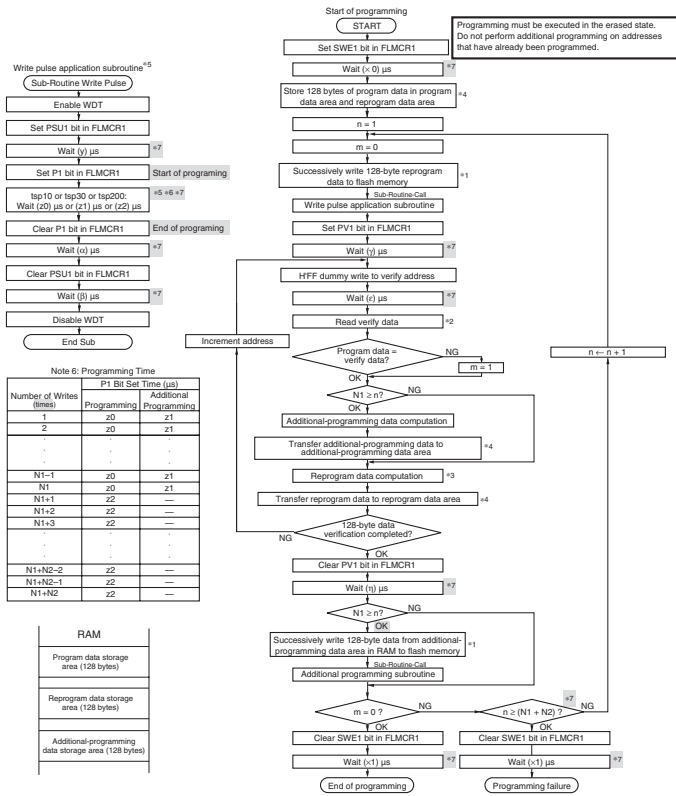 Start of programming
START
Programming must be executed in the erased state.
Do not perform additional programming on addresses
that have already been programmed.
Set SWE1 bit in FLMCR1
Wait (× 0) µs
*7
Store 128 bytes of program data in program
data area and reprogram data area
*4
n = 1
m = 0
Successively write 128-byte reprogram
data to flash memory
*1
Sub-Routine-Call
Write pulse application subroutine
Set PV1 bit in FLMCR1
Wait (γ) µs
*7
H'FF dummy write to verify address
Wait (ε) µs
*7
Read verify data
*2
Increment address
Program data =
verify data?
NG
m = 1
OK
n ← n + 1
N1 ≥ n?
NG
OK
Additional-programming data computation
Transfer additional-programming data to
additional-programming data area
*4
Reprogram data computation
*3
Transfer reprogram data to reprogram data area
*4
128-byte data
verification completed?
NG
OK
Clear PV1 bit in FLMCR1
Wait (η) µs
*7
N1 ≥ n?
NG
OK
Successively write 128-byte data from additional-
programming data area in RAM to flash memory
*1
Sub-Routine-Call
Additional programming subroutine
m = 0 ?
NG
OK
n ≥ (N1 + N2) ?
*7
NG
OK
Clear SWE1 bit in FLMCR1
Clear SWE1 bit in FLMCR1
Wait (×1) µs
*7
Wait (×1) µs
*7
End of programming
Programming failure
Write pulse application subroutine*5
Sub-Routine Write Pulse
Enable WDT
Set PSU1 bit in FLMCR1
Wait (y) µs
*7
Set P1 bit in FLMCR1
Start of programing
tsp10 or tsp30 or tsp200:
Wait (z0) µs or (z1) µs or (z2) µs
*5 *6 *7
Clear P1 bit in FLMCR1
End of programing
Wait (α) µs
*7
Clear PSU1 bit in FLMCR1
Wait (β) µs
*7
Disable WDT
End Sub
Note 6: Programming Time
Number of Writes
(times)
P1 Bit Set Time (µs)
Programming
Additional
Programming
1 z0 z1
2 z0 z1
. . .
. . .
. . .
N1–1 z0 z1
N1 z0 z1
N1+1 z2 —
N1+2 z2 —
N1+3 z2 —
. . .
. . .
. . .
N1+N2–2 z2 —
N1+N2–1 z2 —
N1+N2 z2 —
RAM
Program data storage
area (128 bytes)
Reprogram data storage
area (128 bytes)
Additional-programming
data storage area (128 bytes)